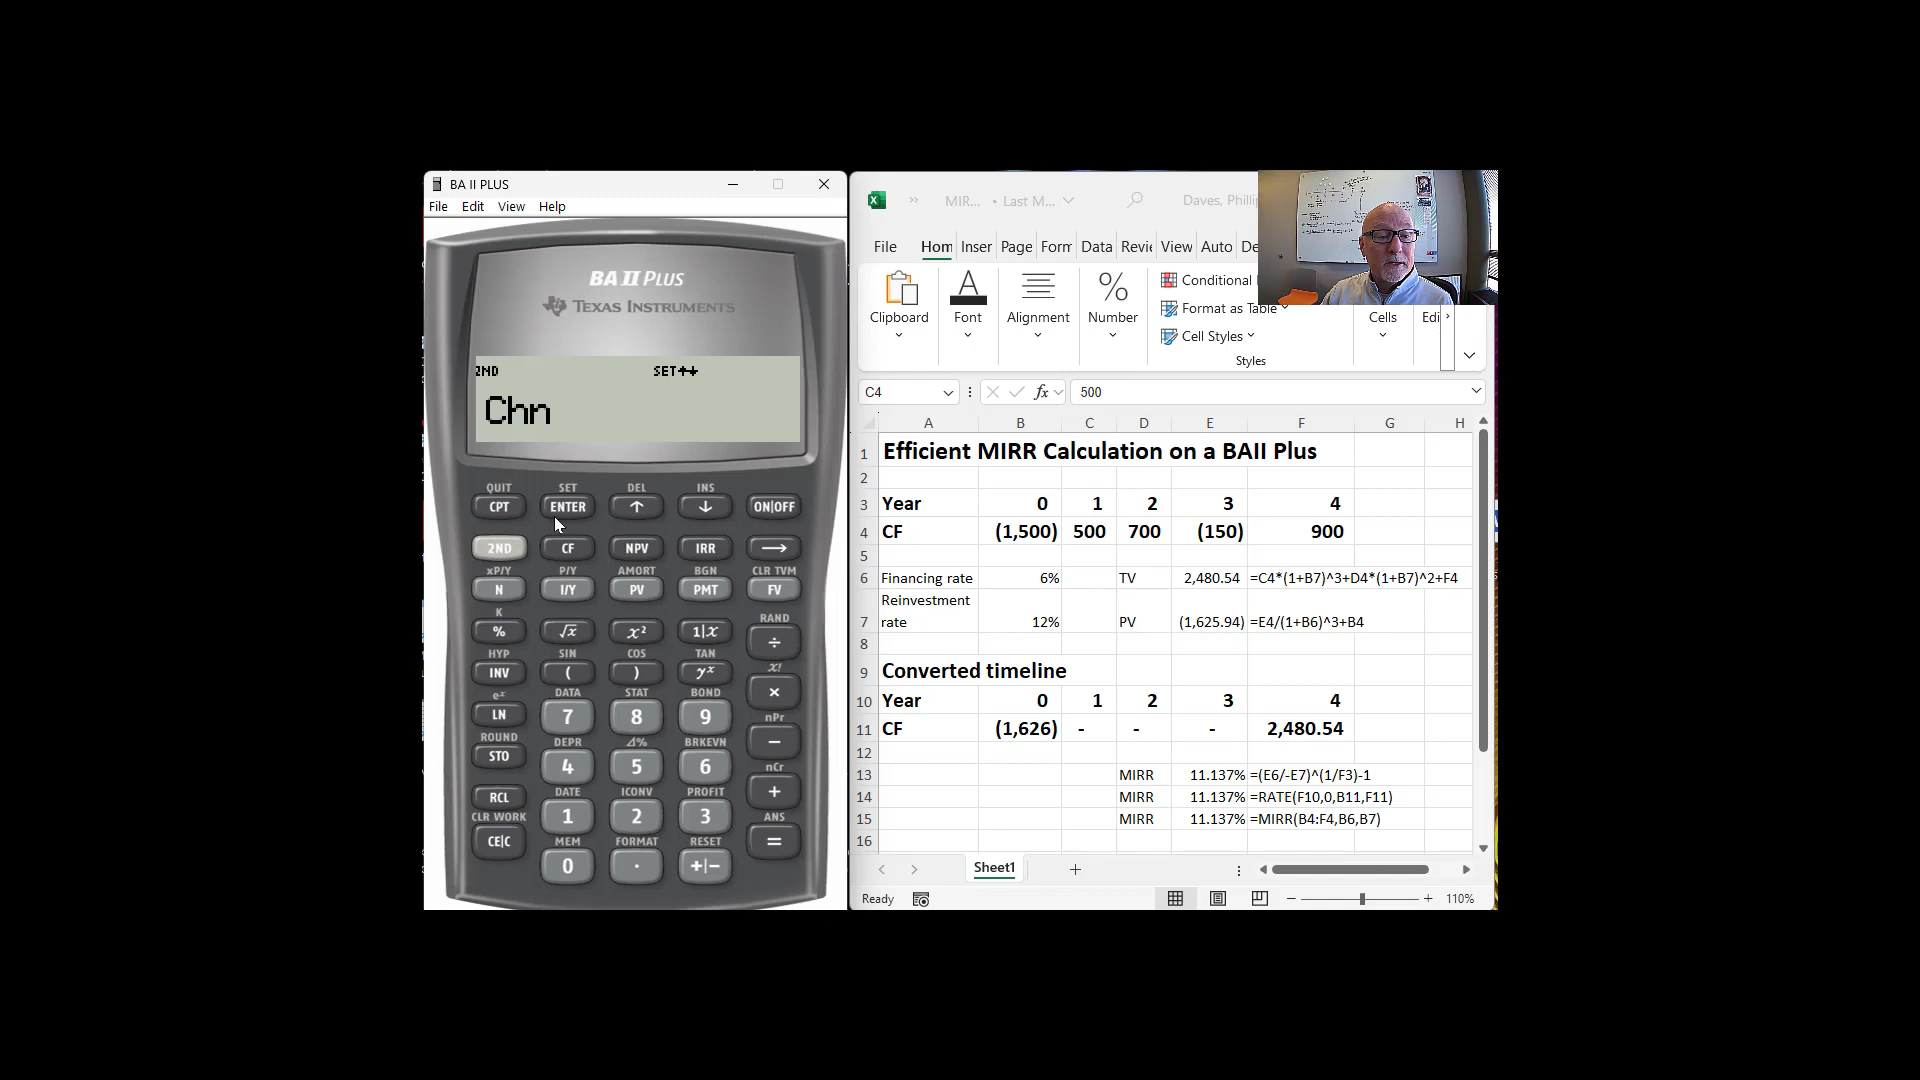 BA II PLUS
File Edit View Help
BA II PLUS
TEXAS INSTRUMENTS
2ND SET
Chn
QUIT SET DEL INS
CPT ENTER ↑ ↓ ON|OFF
2ND CF NPV IRR →
xP/Y P/Y AMORT BGN CLR TVM
N I/Y PV PMT FV
K RAND
% √x x² 1|x ÷
HYP SIN COS TAN x!
INV ( ) yˣ ×
eˣ DATA STAT BOND nPr
LN 7 8 9 −
ROUND DEPR Δ% BRKEVN nCr
STO 4 5 6 +
DATE ICONV PROFIT
RCL 1 2 3
CLR WORK MEM FORMAT RESET ANS
CE|C 0 . +|− =
MIR... • Last M... Daves, Phillip
File Hom Inser Page Form Data Revie View Auto De
Clipboard Font Alignment Number
Conditional
Format as Table
Cell Styles
Styles
Cells Edi
C4 fx 500
A B C D E F G H
1 Efficient MIRR Calculation on a BAII Plus
2
3 Year 0 1 2 3 4
4 CF (1,500) 500 700 (150) 900
5
6 Financing rate 6% TV 2,480.54 =C4*(1+B7)^3+D4*(1+B7)^2+F4
Reinvestment
7 rate 12% PV (1,625.94) =E4/(1+B6)^3+B4
8
9 Converted timeline
10 Year 0 1 2 3 4
11 CF (1,626) - - - 2,480.54
12
13 MIRR 11.137% =(E6/-E7)^(1/F3)-1
14 MIRR 11.137% =RATE(F10,0,B11,F11)
15 MIRR 11.137% =MIRR(B4:F4,B6,B7)
16
Sheet1
Ready 110%